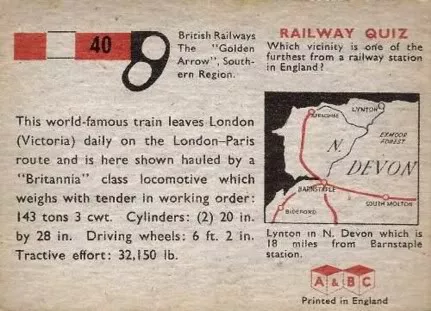 40
British Railways
The "Golden
Arrow", South-
ern Region.
This world-famous train leaves London
(Victoria) daily on the London–Paris
route and is here shown hauled by a
"Britannia" class locomotive which
weighs with tender in working order:
143 tons 3 cwt. Cylinders: (2) 20 in.
by 28 in. Driving wheels: 6 ft. 2 in.
Tractive effort: 32,150 lb.
RAILWAY QUIZ
Which vicinity is one of the
furthest from a railway station
in England?
LYNTON
ILFRACOMBE
EXMOOR
FOREST
N.
DEVON
BARNSTAPLE
SOUTH MOLTON
BIDEFORD
Lynton in N. Devon which is
18 miles from Barnstaple
station.
A & B C
Printed in England